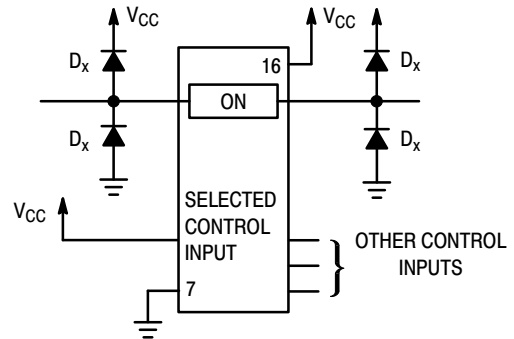 V_CC
V_CC
D_x
16
D_x
ON
D_x
D_x
V_CC
SELECTED
CONTROL
INPUT
OTHER CONTROL
INPUTS
7